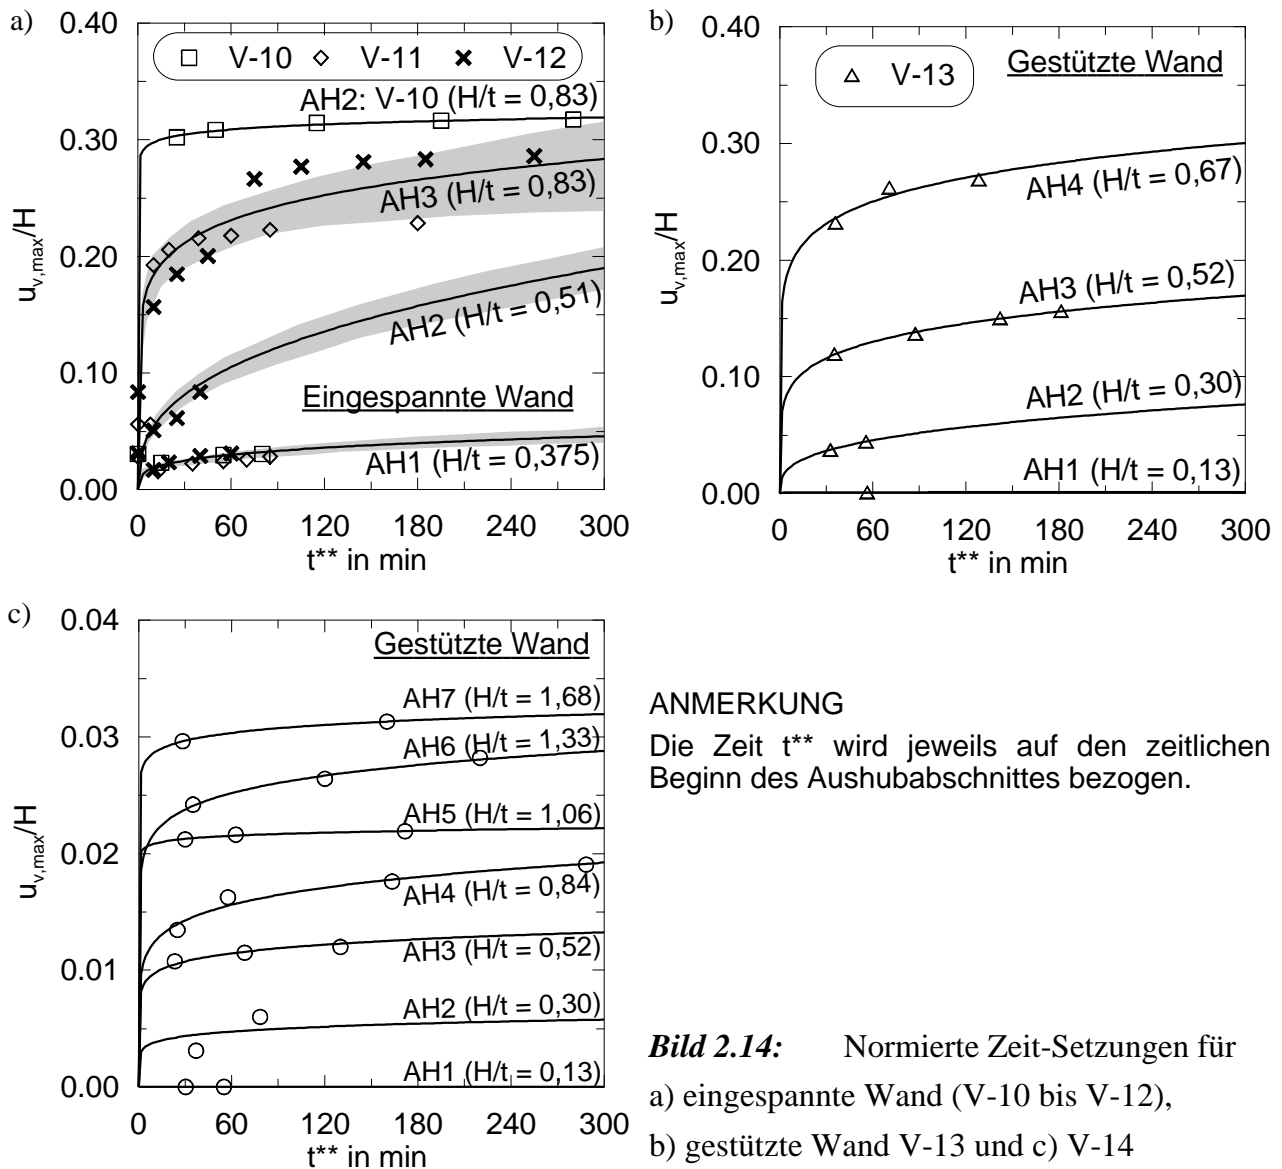 a)
0.40
0.30
0.20
0.10
0.00
u_v,max/H
V-10 V-11 V-12
AH2: V-10 (H/t = 0,83)
AH3 (H/t = 0,83)
AH2 (H/t = 0,51)
Eingespannte Wand
AH1 (H/t = 0,375)
0 60 120 180 240 300
t** in min
b)
0.40
0.30
0.20
0.10
0.00
u_v,max/H
V-13
Gestützte Wand
AH4 (H/t = 0,67)
AH3 (H/t = 0,52)
AH2 (H/t = 0,30)
AH1 (H/t = 0,13)
0 60 120 180 240 300
t** in min
c)
0.04
0.03
0.02
0.01
0.00
u_v,max/H
Gestützte Wand
AH7 (H/t = 1,68)
AH6 (H/t = 1,33)
AH5 (H/t = 1,06)
AH4 (H/t = 0,84)
AH3 (H/t = 0,52)
AH2 (H/t = 0,30)
AH1 (H/t = 0,13)
0 60 120 180 240 300
t** in min
ANMERKUNG
Die Zeit t** wird jeweils auf den zeitlichen
Beginn des Aushubabschnittes bezogen.
Bild 2.14: Normierte Zeit-Setzungen für
a) eingespannte Wand (V-10 bis V-12),
b) gestützte Wand V-13 und c) V-14